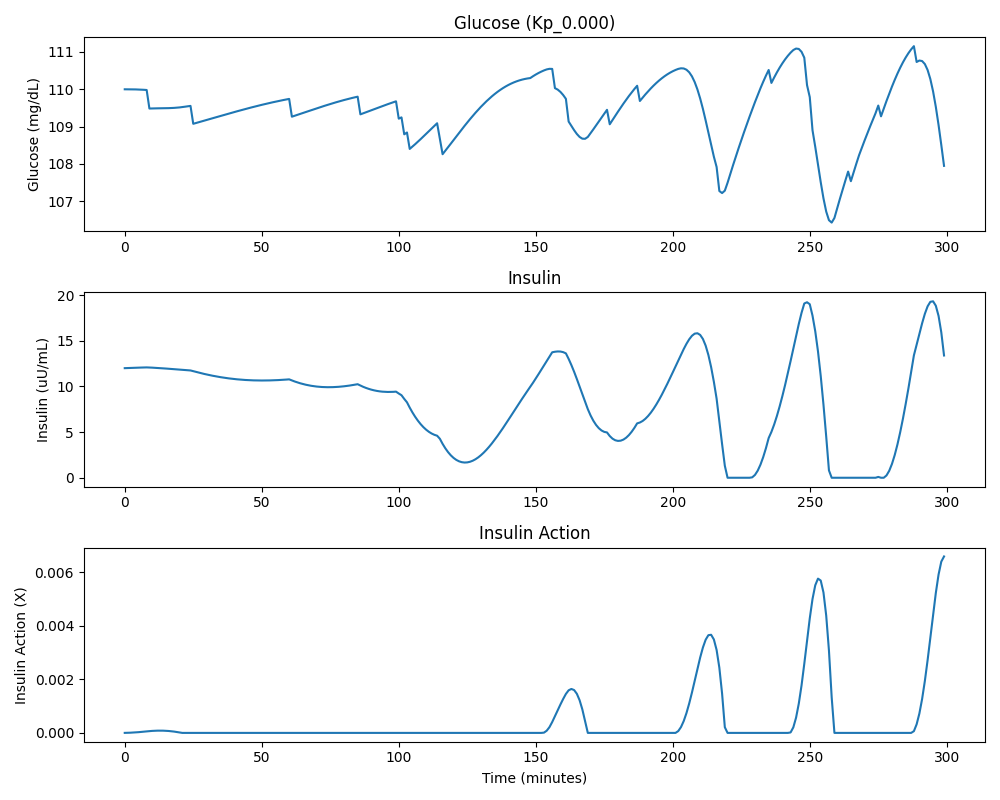 Glucose (Kp_0.000)
Glucose (mg/dL)
111
110
109
108
107
0 50 100 150 200 250 300
Insulin
Insulin (uU/mL)
20
15
10
5
0
0 50 100 150 200 250 300
Insulin Action
Insulin Action (X)
0.006
0.004
0.002
0.000
0 50 100 150 200 250 300
Time (minutes)